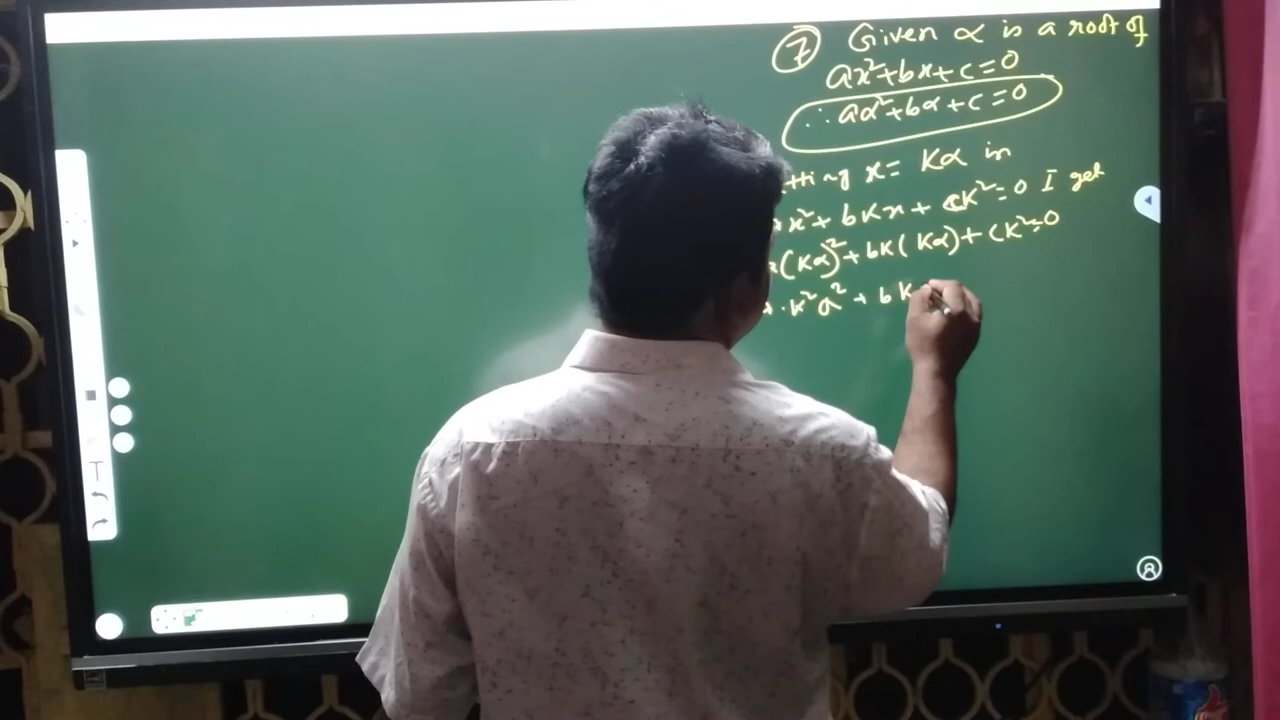 ⑦ Given α is a root of
ax²+bx+c=0
∴ aα²+bα+c=0
x= Kα in
x²+ bKx + cK²=0 I get
(Kα)²+bK(Kα)+cK²=0
·K²α² + bK
T